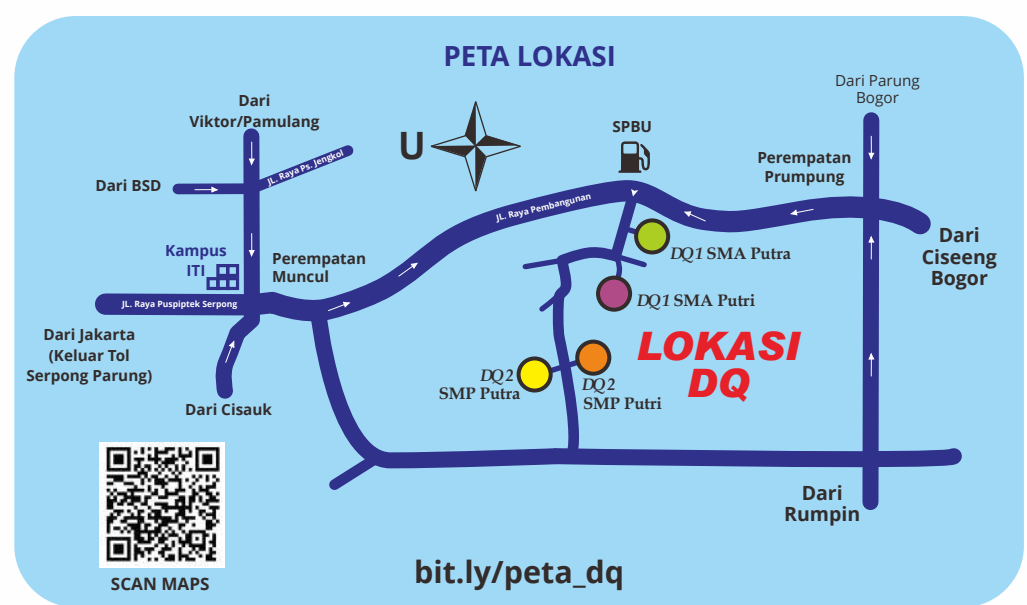 PETA LOKASI
Dari
Viktor/Pamulang
Dari BSD
JL. Raya Ps. Jengkol
U
SPBU
Dari Parung
Bogor
Perempatan
Prumpung
JL. Raya Pembangunan
Kampus
ITI
Perempatan
Muncul
DQ1 SMA Putra
Dari
Ciseeng
Bogor
JL. Raya Puspiptek Serpong
DQ1 SMA Putri
Dari Jakarta
(Keluar Tol
Serpong Parung)
LOKASI
DQ
DQ2
SMP Putra
DQ2
SMP Putri
Dari Cisauk
Dari
Rumpin
SCAN MAPS
bit.ly/peta_dq